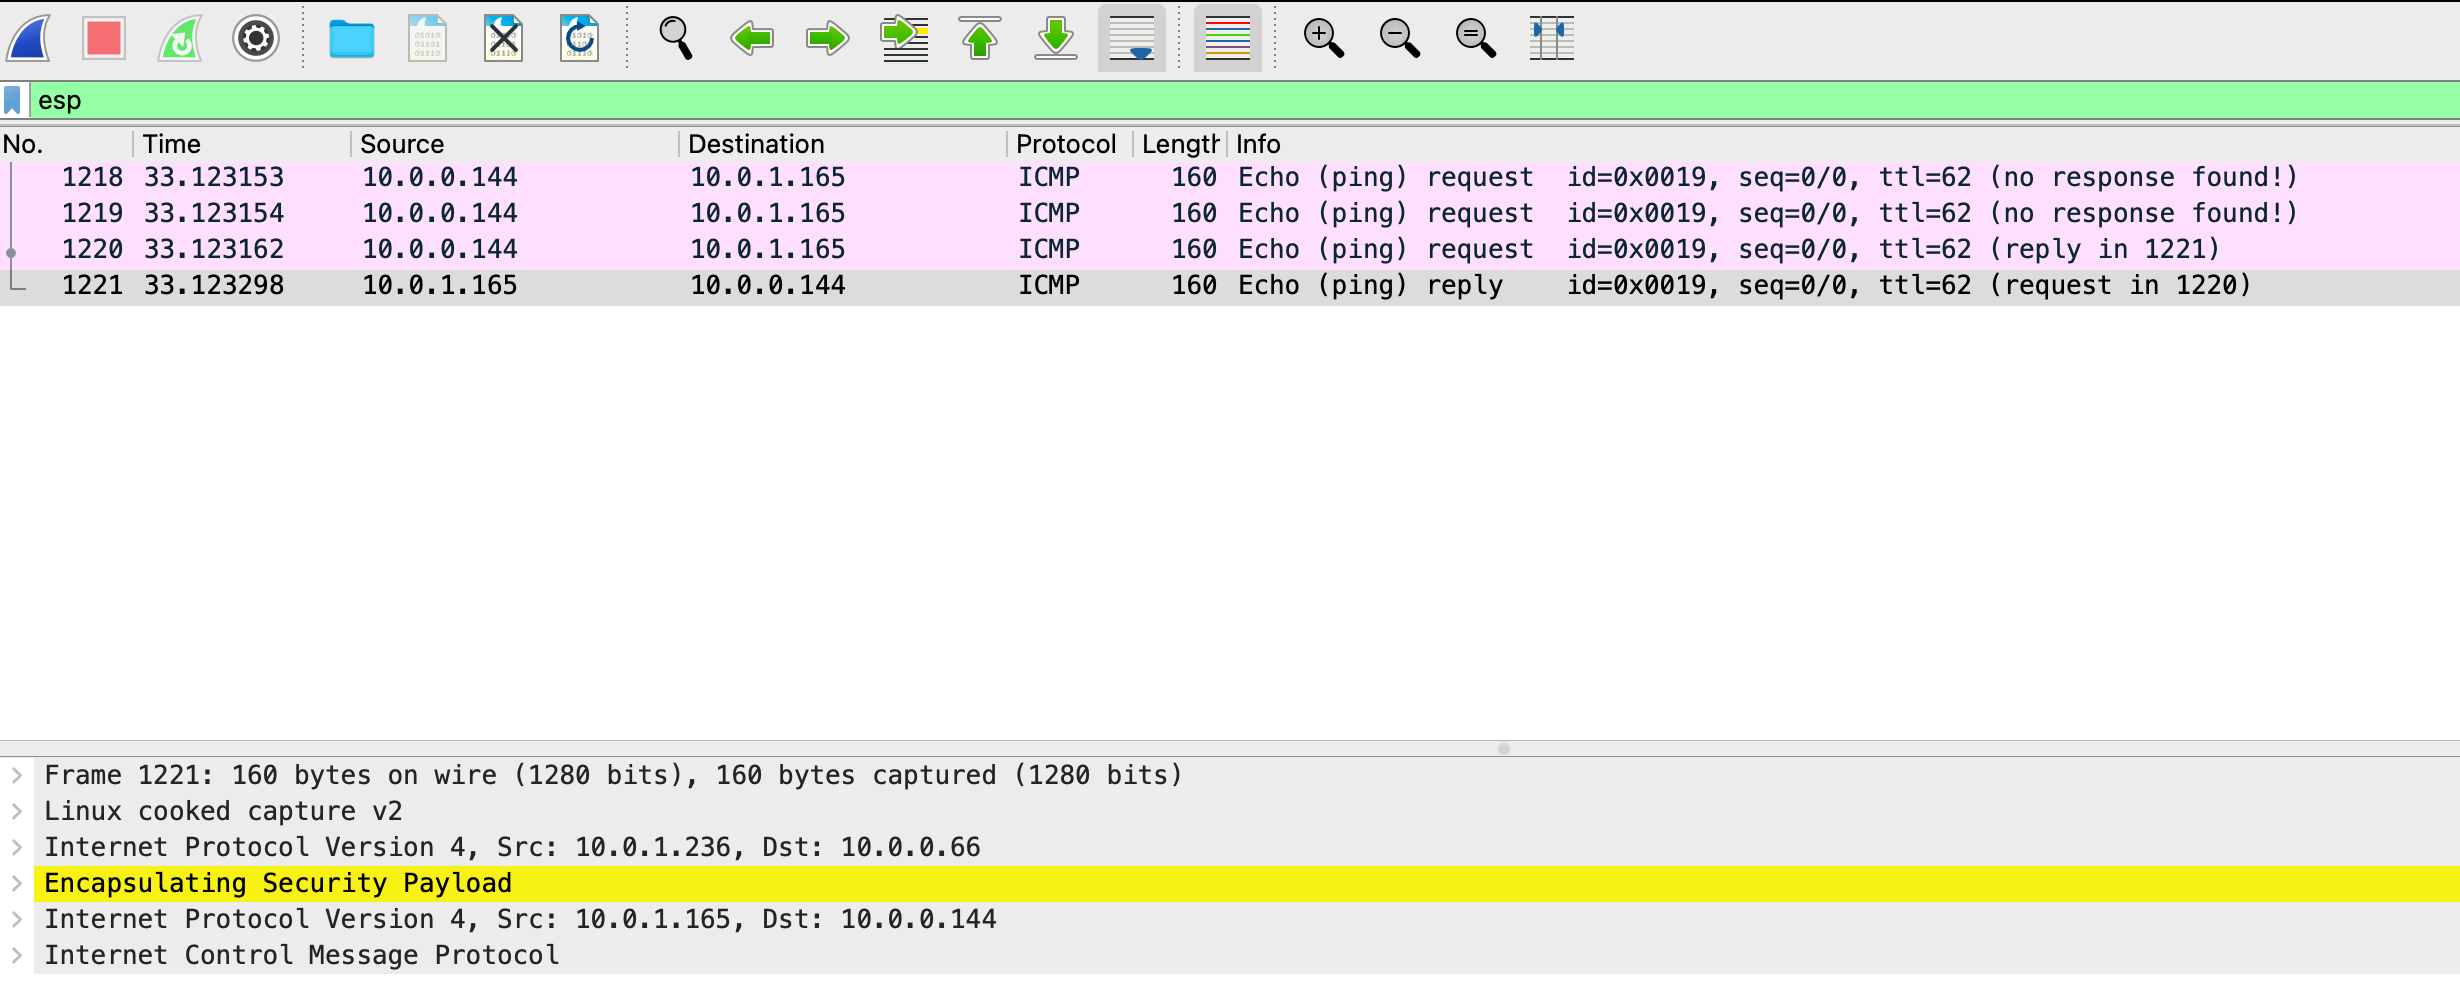 esp
No. Time Source Destination Protocol Length Info
1218 33.123153 10.0.0.144 10.0.1.165 ICMP 160 Echo (ping) request id=0x0019, seq=0/0, ttl=62 (no response found!)
1219 33.123154 10.0.0.144 10.0.1.165 ICMP 160 Echo (ping) request id=0x0019, seq=0/0, ttl=62 (no response found!)
1220 33.123162 10.0.0.144 10.0.1.165 ICMP 160 Echo (ping) request id=0x0019, seq=0/0, ttl=62 (reply in 1221)
1221 33.123298 10.0.1.165 10.0.0.144 ICMP 160 Echo (ping) reply id=0x0019, seq=0/0, ttl=62 (request in 1220)
Frame 1221: 160 bytes on wire (1280 bits), 160 bytes captured (1280 bits)
Linux cooked capture v2
Internet Protocol Version 4, Src: 10.0.1.236, Dst: 10.0.0.66
Encapsulating Security Payload
Internet Protocol Version 4, Src: 10.0.1.165, Dst: 10.0.0.144
Internet Control Message Protocol